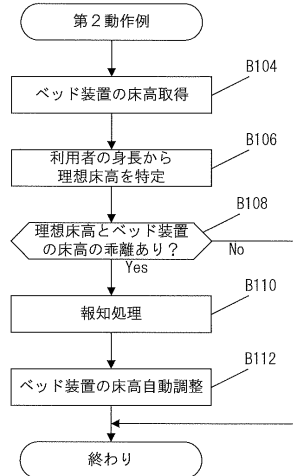 第２動作例
B104
ベッド装置の床高取得
B106
利用者の身長から
理想床高を特定
B108
理想床高とベッド装置
の床高の乖離あり？
No
Yes
B110
報知処理
B112
ベッド装置の床高自動調整
終わり